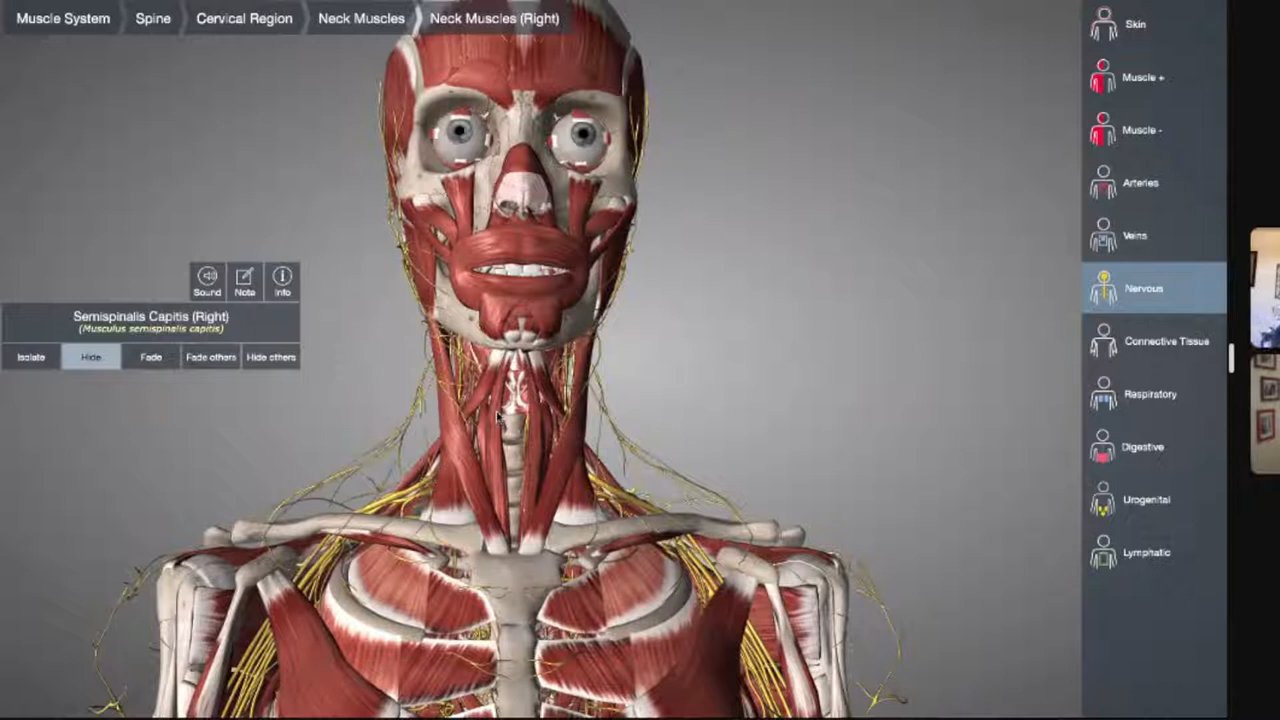 Muscle System Spine Cervical Region Neck Muscles Neck Muscles (Right)
Skin
Muscle +
Muscle -
Arteries
Veins
Nervous
Connective Tissue
Respiratory
Digestive
Urogenital
Lymphatic
Sound Note Info
Semispinalis Capitis (Right)
(Musculus semispinalis capitis)
Isolate Hide Fade Fade others Hide others